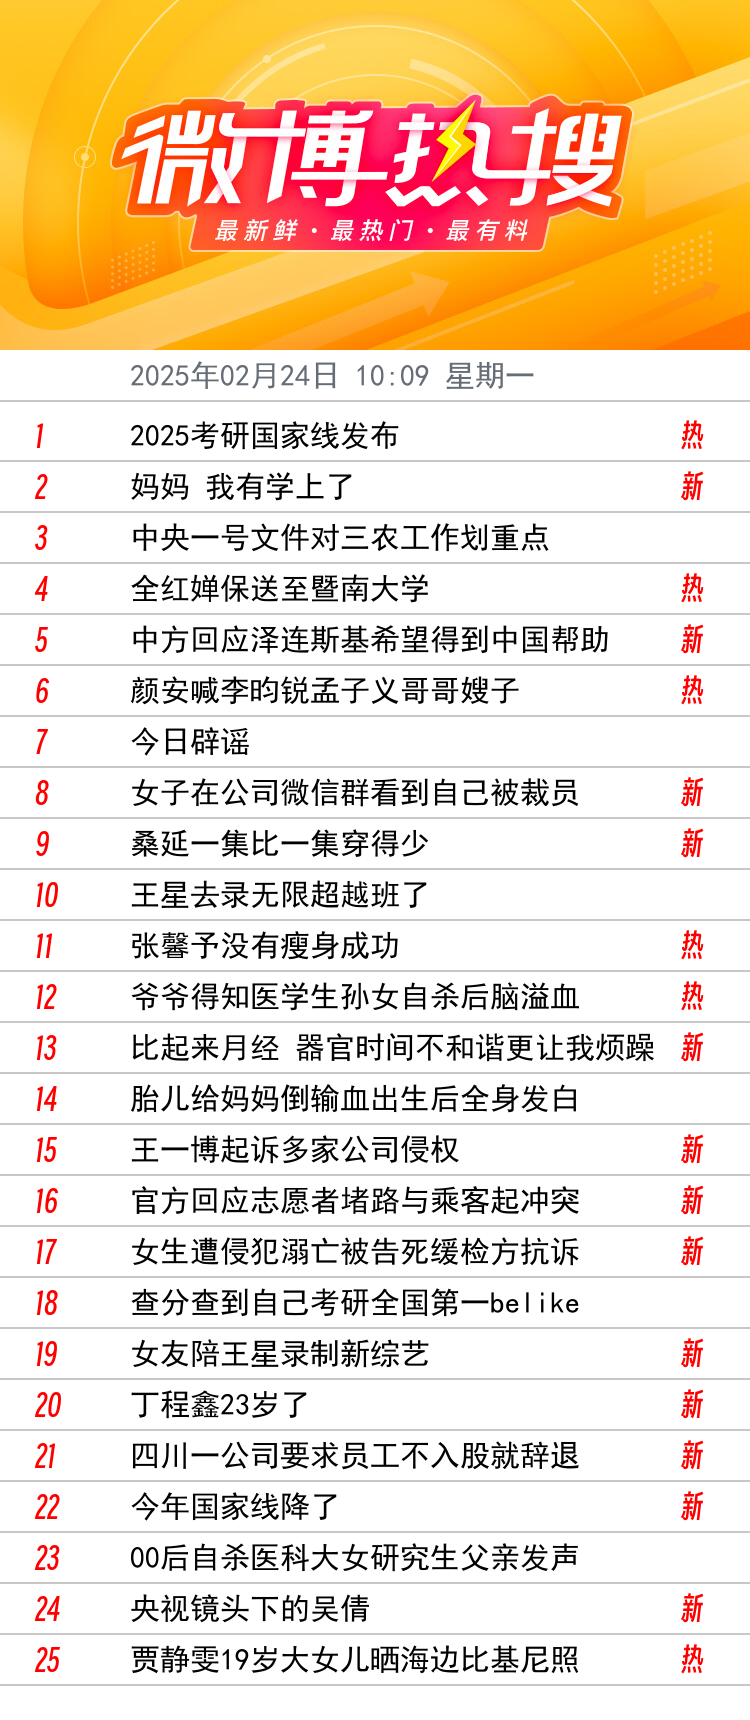 微博热搜
最新鲜·最热门·最有料
2025年02月24日 10:09 星期一
1 2025考研国家线发布 热
2 妈妈 我有学上了 新
3 中央一号文件对三农工作划重点
4 全红婵保送至暨南大学 热
5 中方回应泽连斯基希望得到中国帮助 新
6 颜安喊李昀锐孟子义哥哥嫂子 热
7 今日辟谣
8 女子在公司微信群看到自己被裁员 新
9 桑延一集比一集穿得少 新
10 王星去录无限超越班了
11 张馨予没有瘦身成功 热
12 爷爷得知医学生孙女自杀后脑溢血 热
13 比起来月经 器官时间不和谐更让我烦躁 新
14 胎儿给妈妈倒输血出生后全身发白
15 王一博起诉多家公司侵权 新
16 官方回应志愿者堵路与乘客起冲突 新
17 女生遭侵犯溺亡被告死缓检方抗诉 新
18 查分查到自己考研全国第一belike
19 女友陪王星录制新综艺 新
20 丁程鑫23岁了 新
21 四川一公司要求员工不入股就辞退 新
22 今年国家线降了 新
23 00后自杀医科大女研究生父亲发声
24 央视镜头下的吴倩 新
25 贾静雯19岁大女儿晒海边比基尼照 热